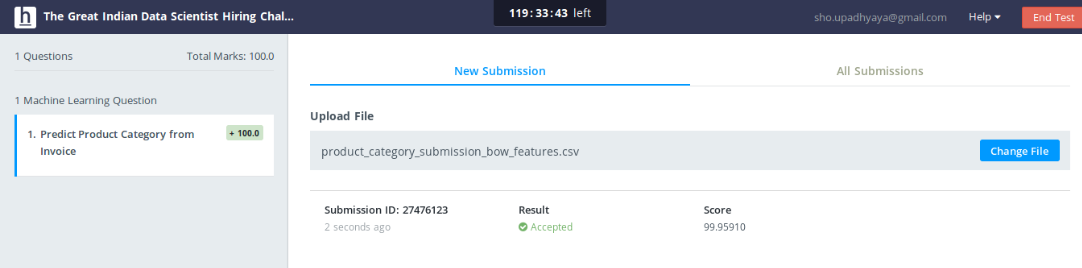 h The Great Indian Data Scientist Hiring Chal... 119:33:43 left sho.upadhyaya@gmail.com Help End Test
1 Questions Total Marks: 100.0
1 Machine Learning Question
1. Predict Product Category from Invoice + 100.0
New Submission All Submissions
Upload File
product_category_submission_bow_features.csv Change File
Submission ID: 27476123 Result Score
2 seconds ago Accepted 99.95910